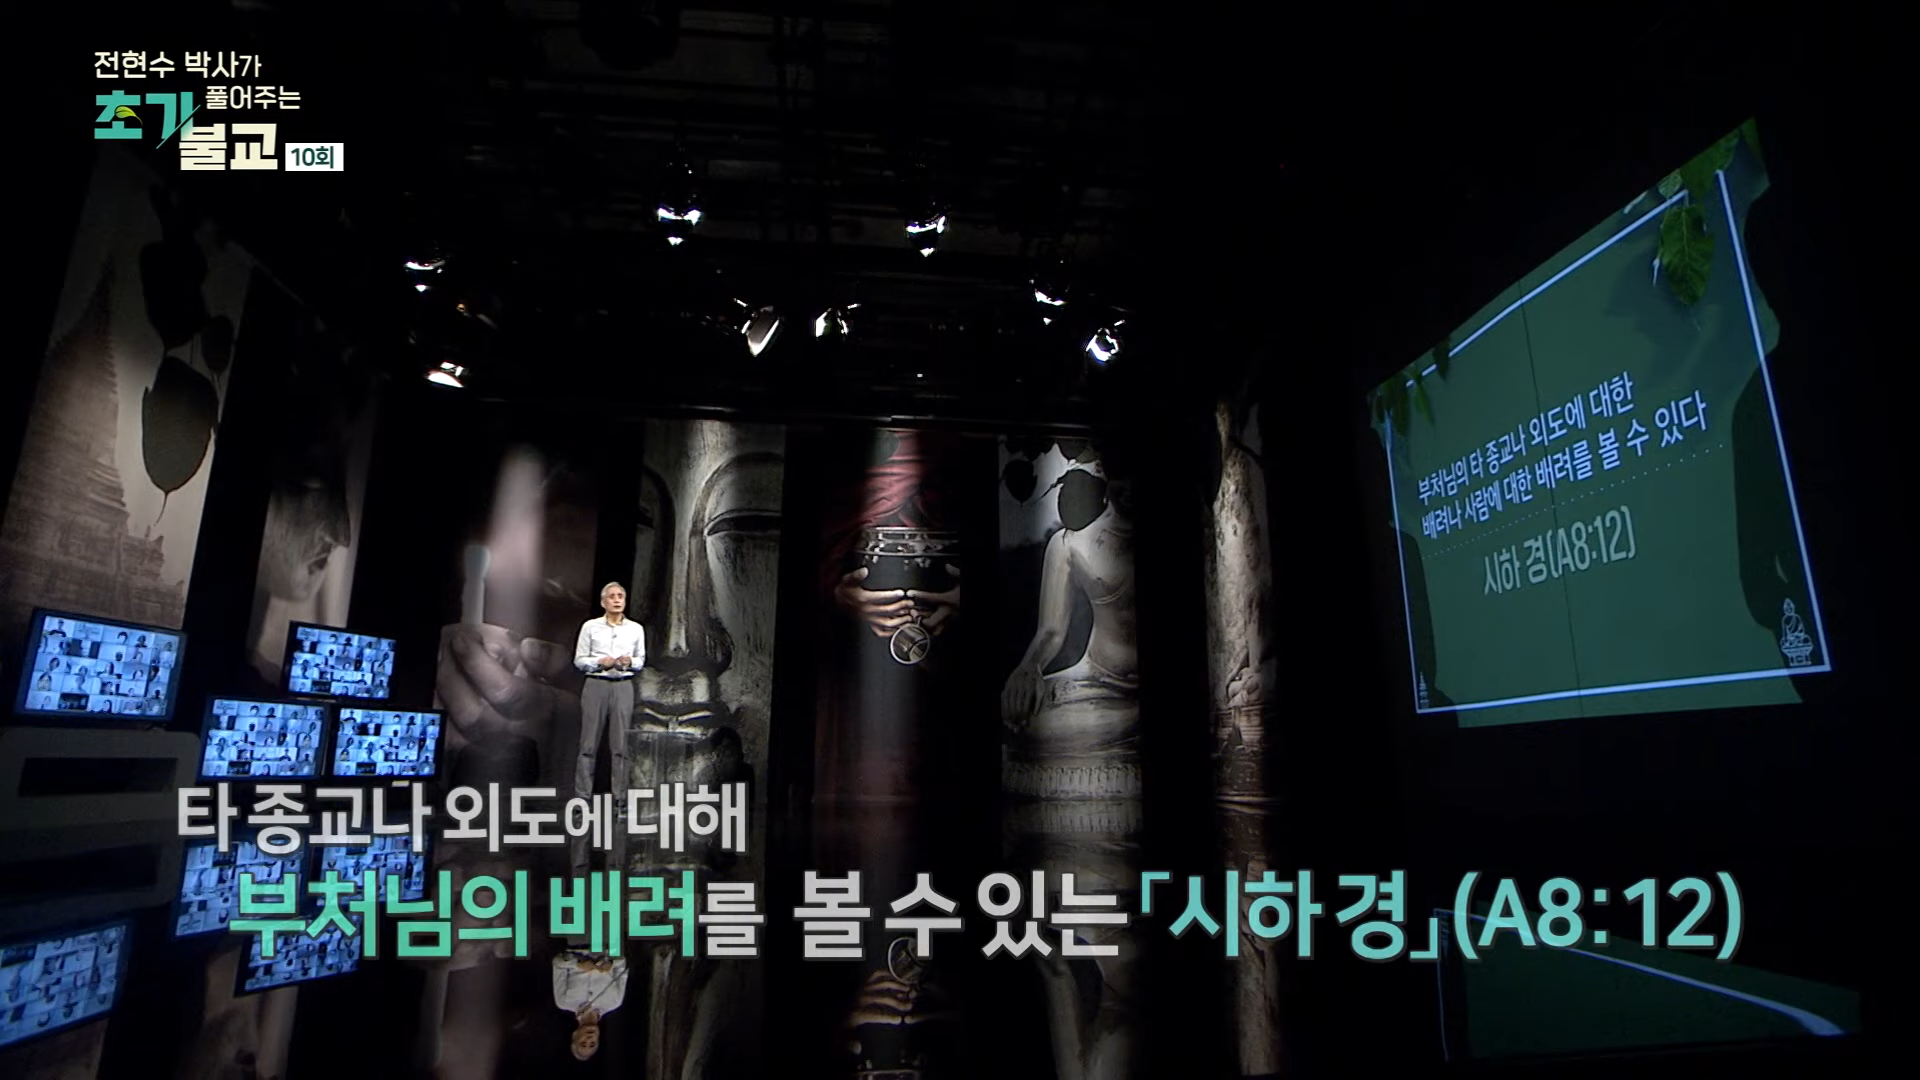 전현수 박사가
풀어주는
초기
불교
10회
부처님의 타 종교나 외도에 대한
배려나 사람에 대한 배려를 볼 수 있다
시하 경(A8:12)
타 종교나 외도에 대해
부처님의 배려를 볼 수 있는 「시하 경」(A8:12)